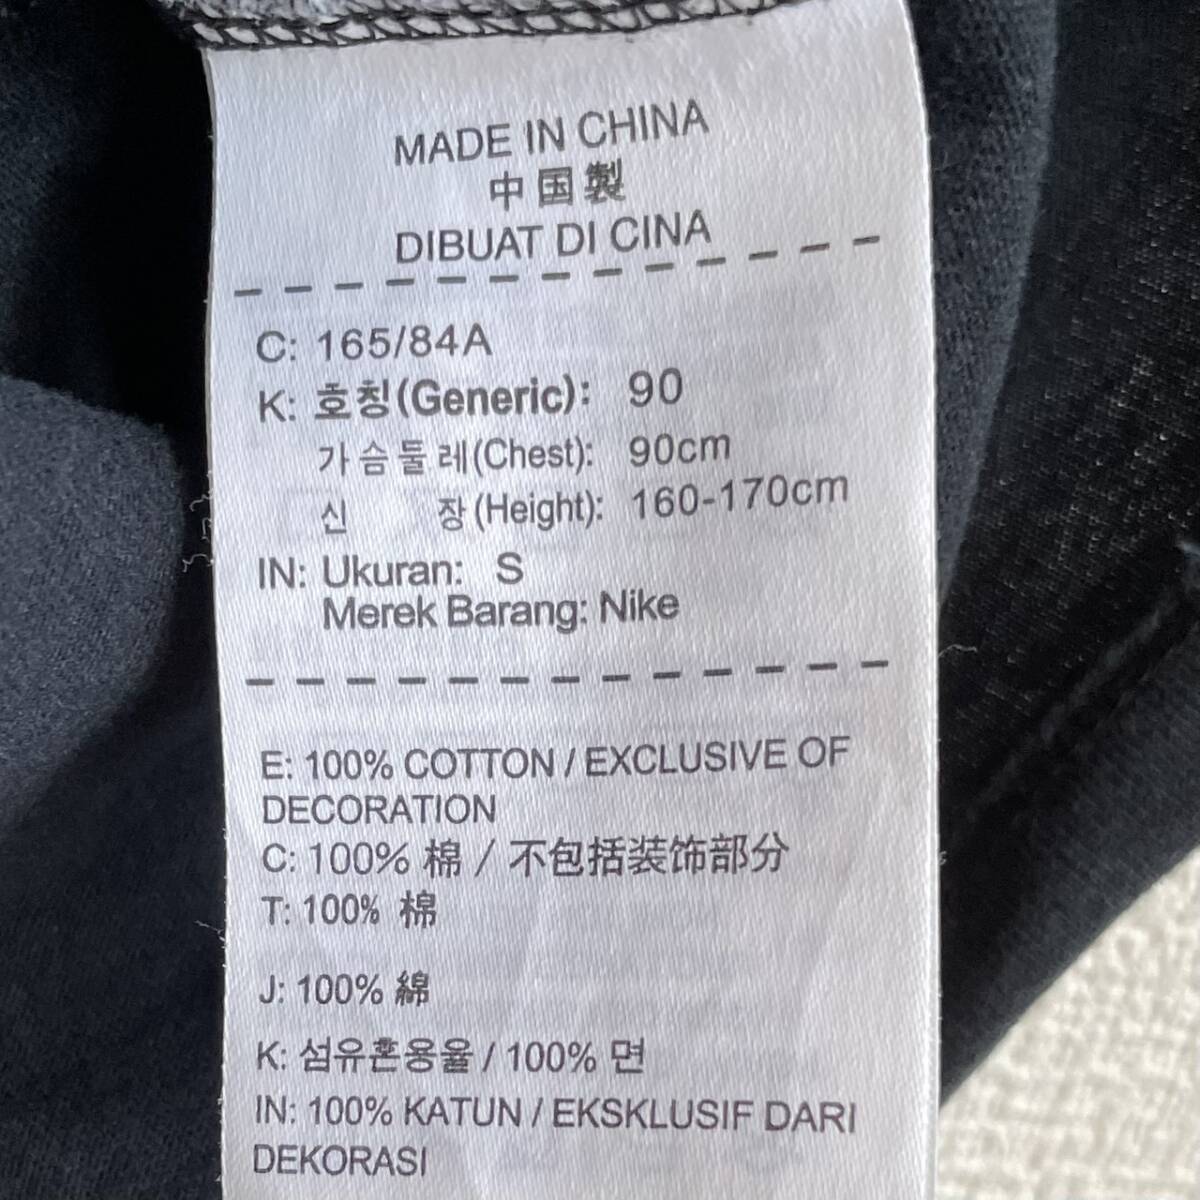 MADE IN CHINA
中国製
DIBUAT DI CINA
C: 165/84A
K: 호칭(Generic): 90
가슴둘레(Chest): 90cm
신 장(Height): 160-170cm
IN: Ukuran: S
Merek Barang: Nike
E: 100% COTTON / EXCLUSIVE OF
DECORATION
C: 100% 棉 / 不包括装饰部分
T: 100% 棉
J: 100% 綿
K: 섬유혼용율 / 100% 면
IN: 100% KATUN / EKSKLUSIF DARI
DEKORASI